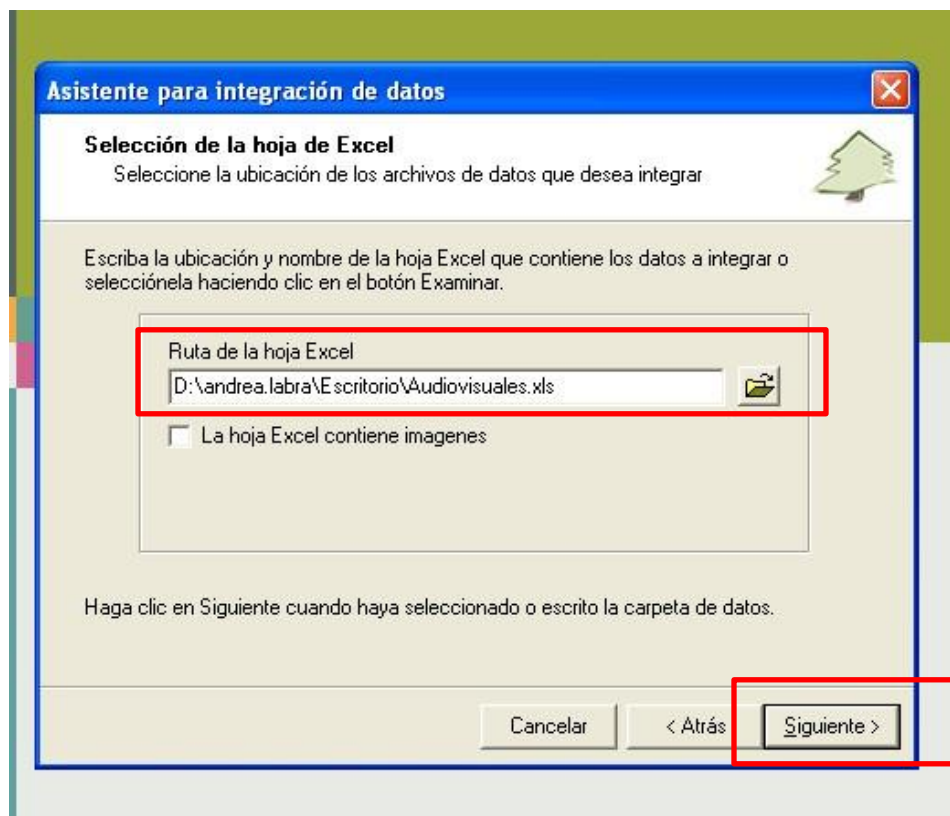 Asistente para integración de datos
Selección de la hoja de Excel
Seleccione la ubicación de los archivos de datos que desea integrar
Escriba la ubicación y nombre de la hoja Excel que contiene los datos a integrar o
selecciónela haciendo clic en el botón Examinar.
Ruta de la hoja Excel
D:\andrea.labra\Escritorio\Audiovisuales.xls
La hoja Excel contiene imagenes
Haga clic en Siguiente cuando haya seleccionado o escrito la carpeta de datos.
Cancelar
< Atrás
Siguiente >